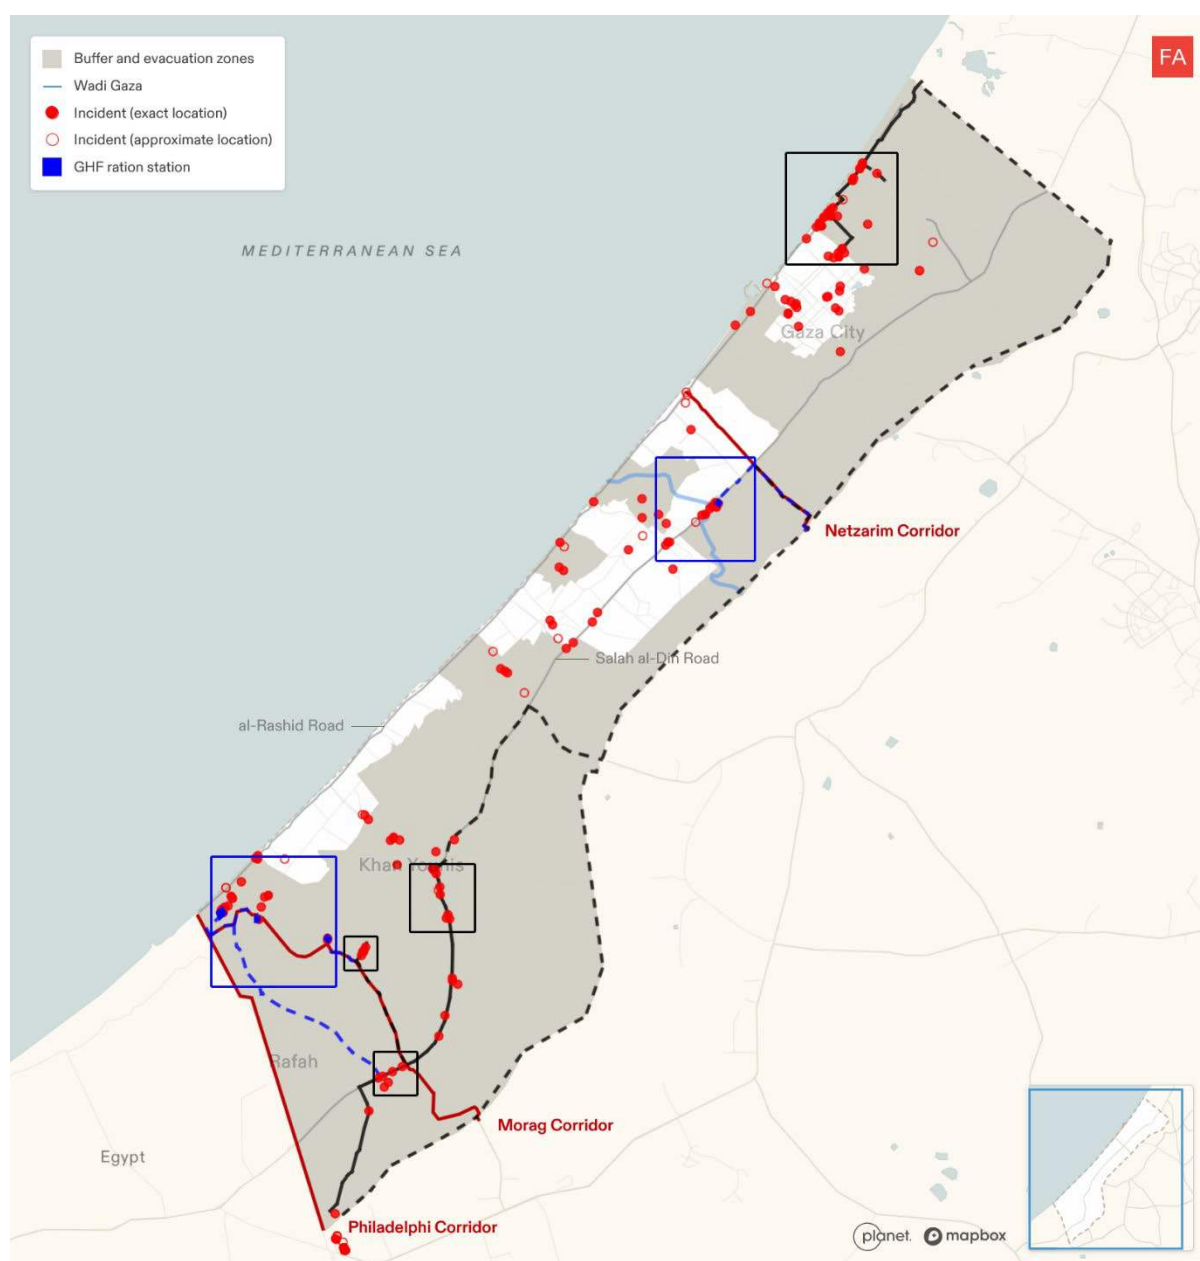 Buffer and evacuation zones
Wadi Gaza
Incident (exact location)
Incident (approximate location)
GHF ration station
FA
MEDITERRANEAN SEA
Gaza City
Netzarim Corridor
Salah al-Din Road
al-Rashid Road
Khan Younis
Rafah
Morag Corridor
Egypt
Philadelphi Corridor
planet.
mapbox